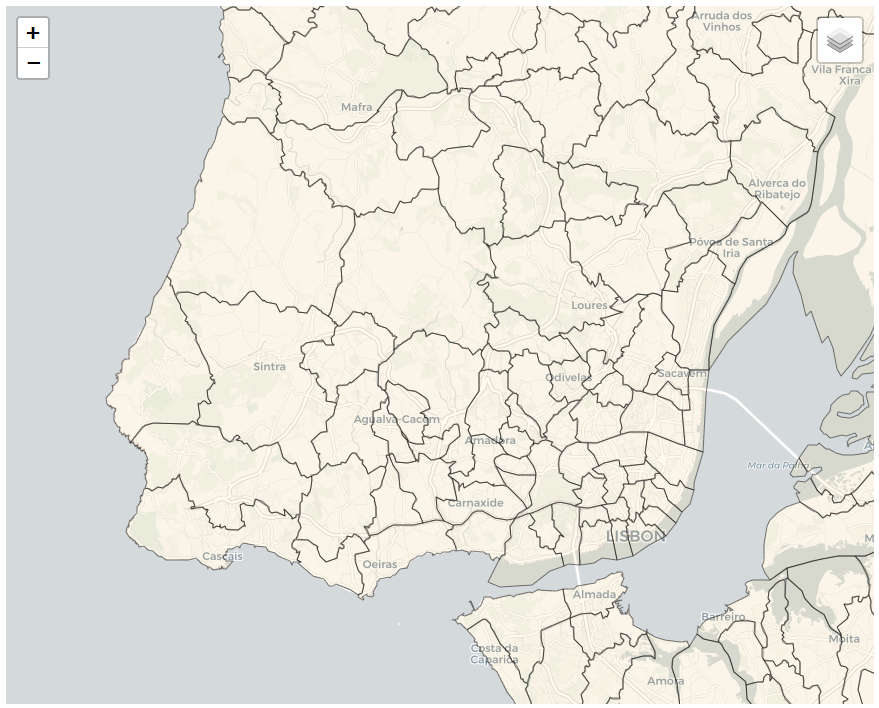 +
−
Arruda dos
Vinhos
Vila Franca
Xira
Mafra
Alverca do
Ribatejo
Póvoa de Santa
Iria
Loures
Sintra
Odivelas
Sacavém
Agualva-Cacém
Amadora
Mar da Palha
Carnaxide
LISBON
Cascais
Oeiras
Almada
Barreiro
Moita
Costa da
Caparica
Amora